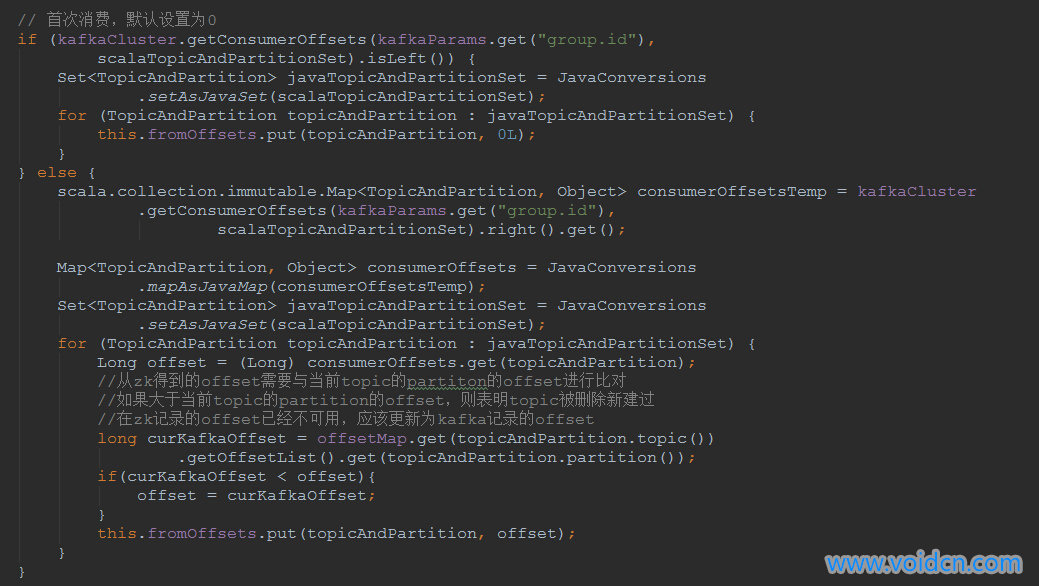 // 首次消费，默认设置为0
if (kafkaCluster.getConsumerOffsets(kafkaParams.get("group.id"),
scalaTopicAndPartitionSet).isLeft()) {
Set<TopicAndPartition> javaTopicAndPartitionSet = JavaConversions
.setAsJavaSet(scalaTopicAndPartitionSet);
for (TopicAndPartition topicAndPartition : javaTopicAndPartitionSet) {
this.fromOffsets.put(topicAndPartition, 0L);
}
} else {
scala.collection.immutable.Map<TopicAndPartition, Object> consumerOffsetsTemp = kafkaCluster
.getConsumerOffsets(kafkaParams.get("group.id"),
scalaTopicAndPartitionSet).right().get();
Map<TopicAndPartition, Object> consumerOffsets = JavaConversions
.mapAsJavaMap(consumerOffsetsTemp);
Set<TopicAndPartition> javaTopicAndPartitionSet = JavaConversions
.setAsJavaSet(scalaTopicAndPartitionSet);
for (TopicAndPartition topicAndPartition : javaTopicAndPartitionSet) {
Long offset = (Long) consumerOffsets.get(topicAndPartition);
//从zk得到的offset需要与当前topic的partiton的offset进行比对
//如果大于当前topic的partition的offset，则表明topic被删除新建过
//在zk记录的offset已经不可用，应该更新为kafka记录的offset
long curKafkaOffset = offsetMap.get(topicAndPartition.topic())
.getOffsetList().get(topicAndPartition.partition());
if(curKafkaOffset < offset){
offset = curKafkaOffset;
}
this.fromOffsets.put(topicAndPartition, offset);
}
}
www.voidcn.com